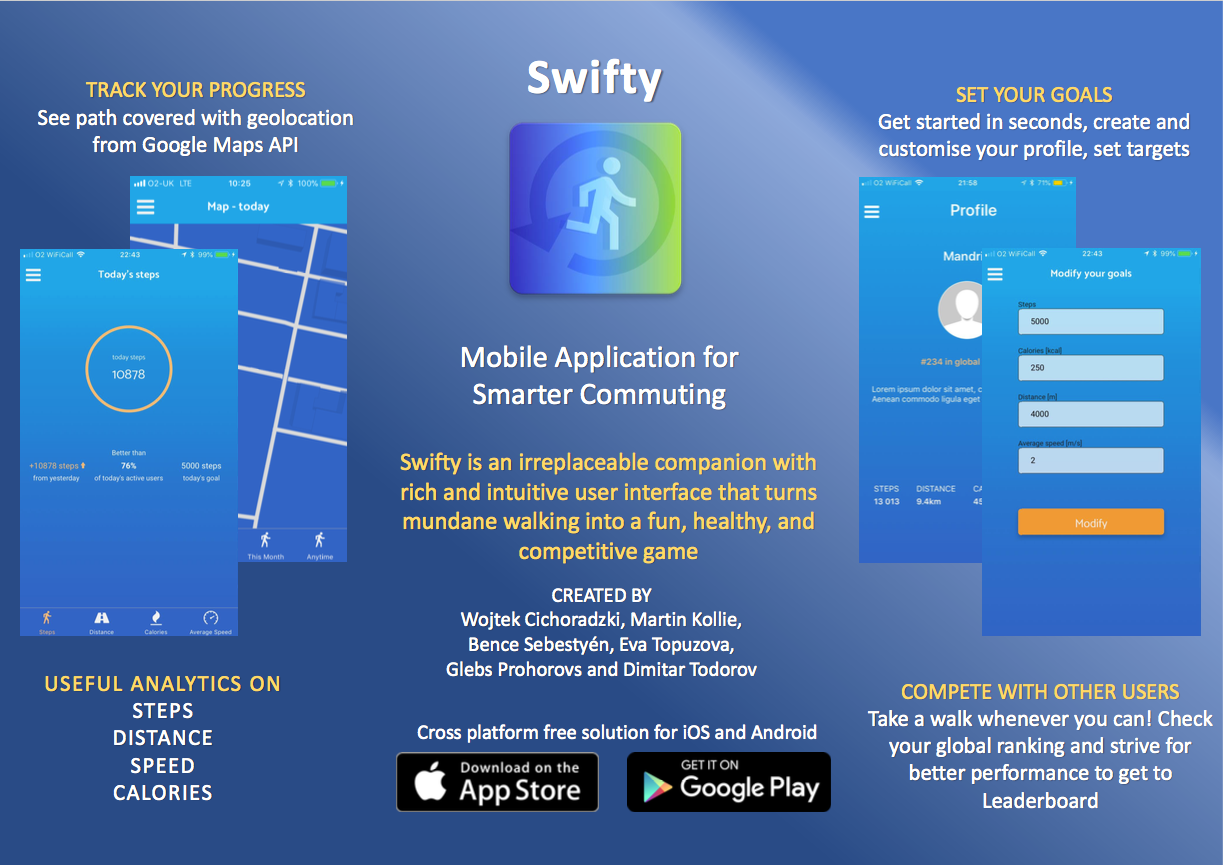 TRACK YOUR PROGRESS
See path covered with geolocation
from Google Maps API
O2-UK LTE 10:25 100%
Map - today
O2 WiFiCall 22:43 99%
Today's steps
today steps
10878
Better than
+10878 steps 76% 5000 steps
from yesterday of today's active users today's goal
This Month Anytime
Steps Distance Calories Average Speed
USEFUL ANALYTICS ON
STEPS
DISTANCE
SPEED
CALORIES
Swifty
Mobile Application for
Smarter Commuting
Swifty is an irreplaceable companion with
rich and intuitive user interface that turns
mundane walking into a fun, healthy, and
competitive game
CREATED BY
Wojtek Cichoradzki, Martin Kollie,
Bence Sebestyén, Eva Topuzova,
Glebs Prohorovs and Dimitar Todorov
Cross platform free solution for iOS and Android
Download on the
App Store
GET IT ON
Google Play
SET YOUR GOALS
Get started in seconds, create and
customise your profile, set targets
O2 WiFiCall 21:58 71%
Profile
Mandri
#234 in global
Lorem ipsum dolor sit amet, c
Aenean commodo ligula eget
STEPS DISTANCE CA
13 013 9.4km 45
O2 WiFiCall 22:43 99%
Modify your goals
Steps
5000
Calories [kcal]
250
Distance [m]
4000
Average speed [m/s]
2
Modify
COMPETE WITH OTHER USERS
Take a walk whenever you can! Check
your global ranking and strive for
better performance to get to
Leaderboard